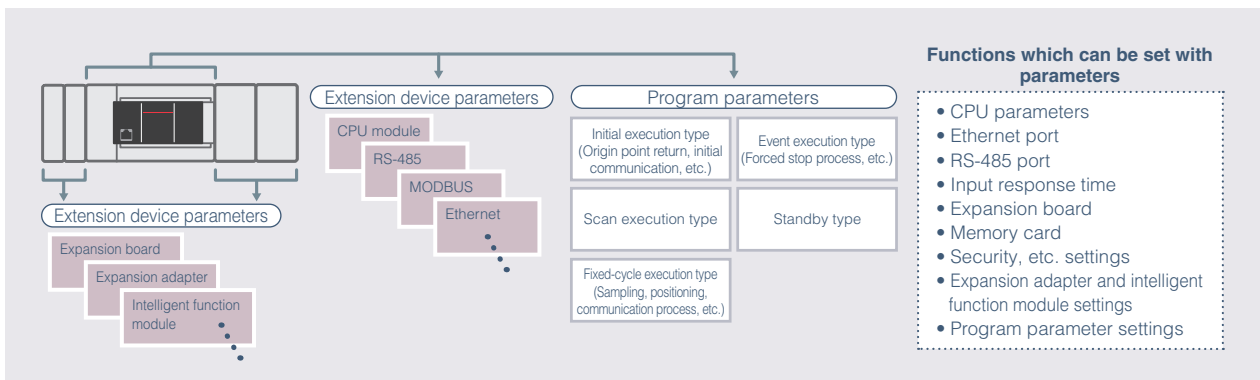 Extension device parameters
Expansion board
Expansion adapter
Intelligent function
module
Extension device parameters
CPU module
RS-485
MODBUS
Ethernet
Program parameters
Initial execution type
(Origin point return, initial
communication, etc.)
Event execution type
(Forced stop process, etc.)
Scan execution type
Standby type
Fixed-cycle execution type
(Sampling, positioning,
communication process, etc.)
Functions which can be set with
parameters
• CPU parameters
• Ethernet port
• RS-485 port
• Input response time
• Expansion board
• Memory card
• Security, etc. settings
• Expansion adapter and intelligent
function module settings
• Program parameter settings